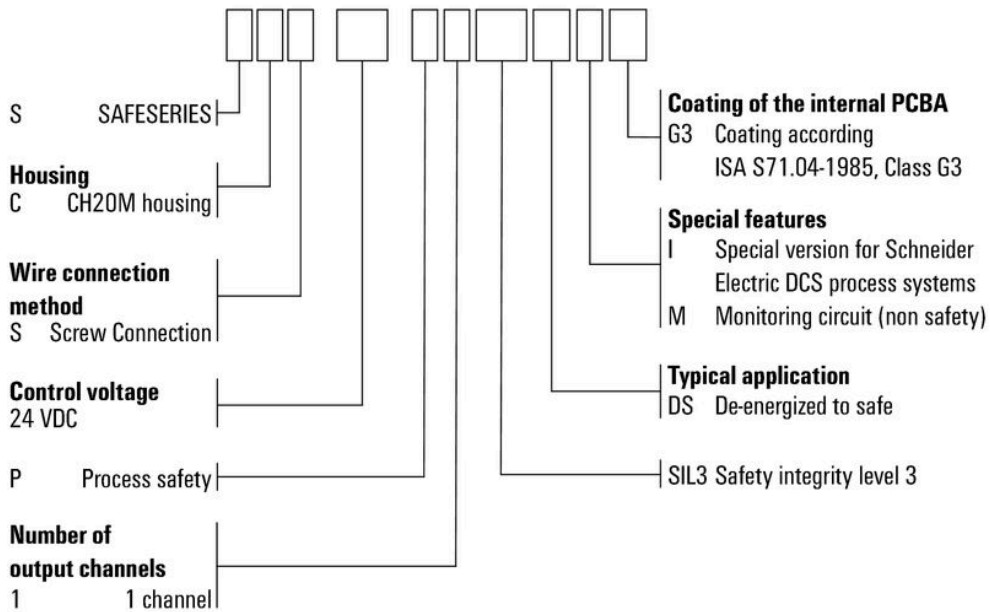 S SAFESERIES
Housing
C CH20M housing
Wire connection
method
S Screw Connection
Control voltage
24 VDC
P Process safety
Number of
output channels
1 1 channel
Coating of the internal PCBA
G3 Coating according
ISA S71.04-1985, Class G3
Special features
I Special version for Schneider
Electric DCS process systems
M Monitoring circuit (non safety)
Typical application
DS De-energized to safe
SIL3 Safety integrity level 3